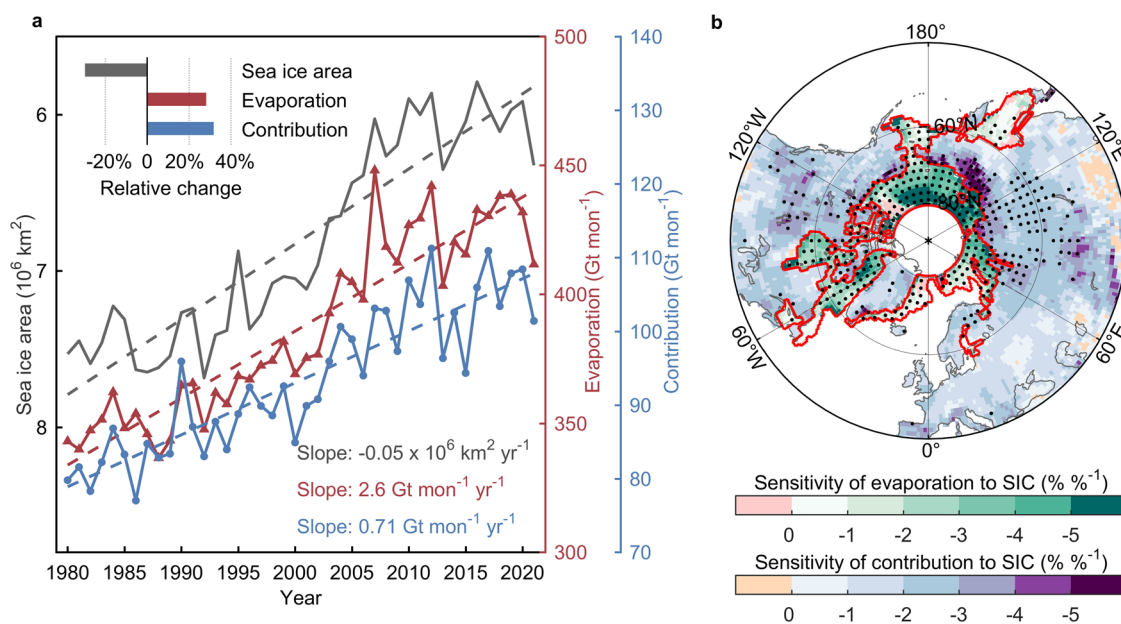 a
Sea ice area
Evaporation
Contribution
-20% 0 20% 40%
Relative change
6
7
8
Sea ice area (10⁶ km²)
500
450
400
350
300
Evaporation (Gt mon⁻¹)
140
130
120
110
100
90
80
70
Contribution (Gt mon⁻¹)
Slope: -0.05 x 10⁶ km² yr⁻¹
Slope: 2.6 Gt mon⁻¹ yr⁻¹
Slope: 0.71 Gt mon⁻¹ yr⁻¹
1980 1985 1990 1995 2000 2005 2010 2015 2020
Year
b
180°
120°W
120°E
60°N
80°N
60°W
60°E
0°
Sensitivity of evaporation to SIC (% %⁻¹)
0 -1 -2 -3 -4 -5
Sensitivity of contribution to SIC (% %⁻¹)
0 -1 -2 -3 -4 -5